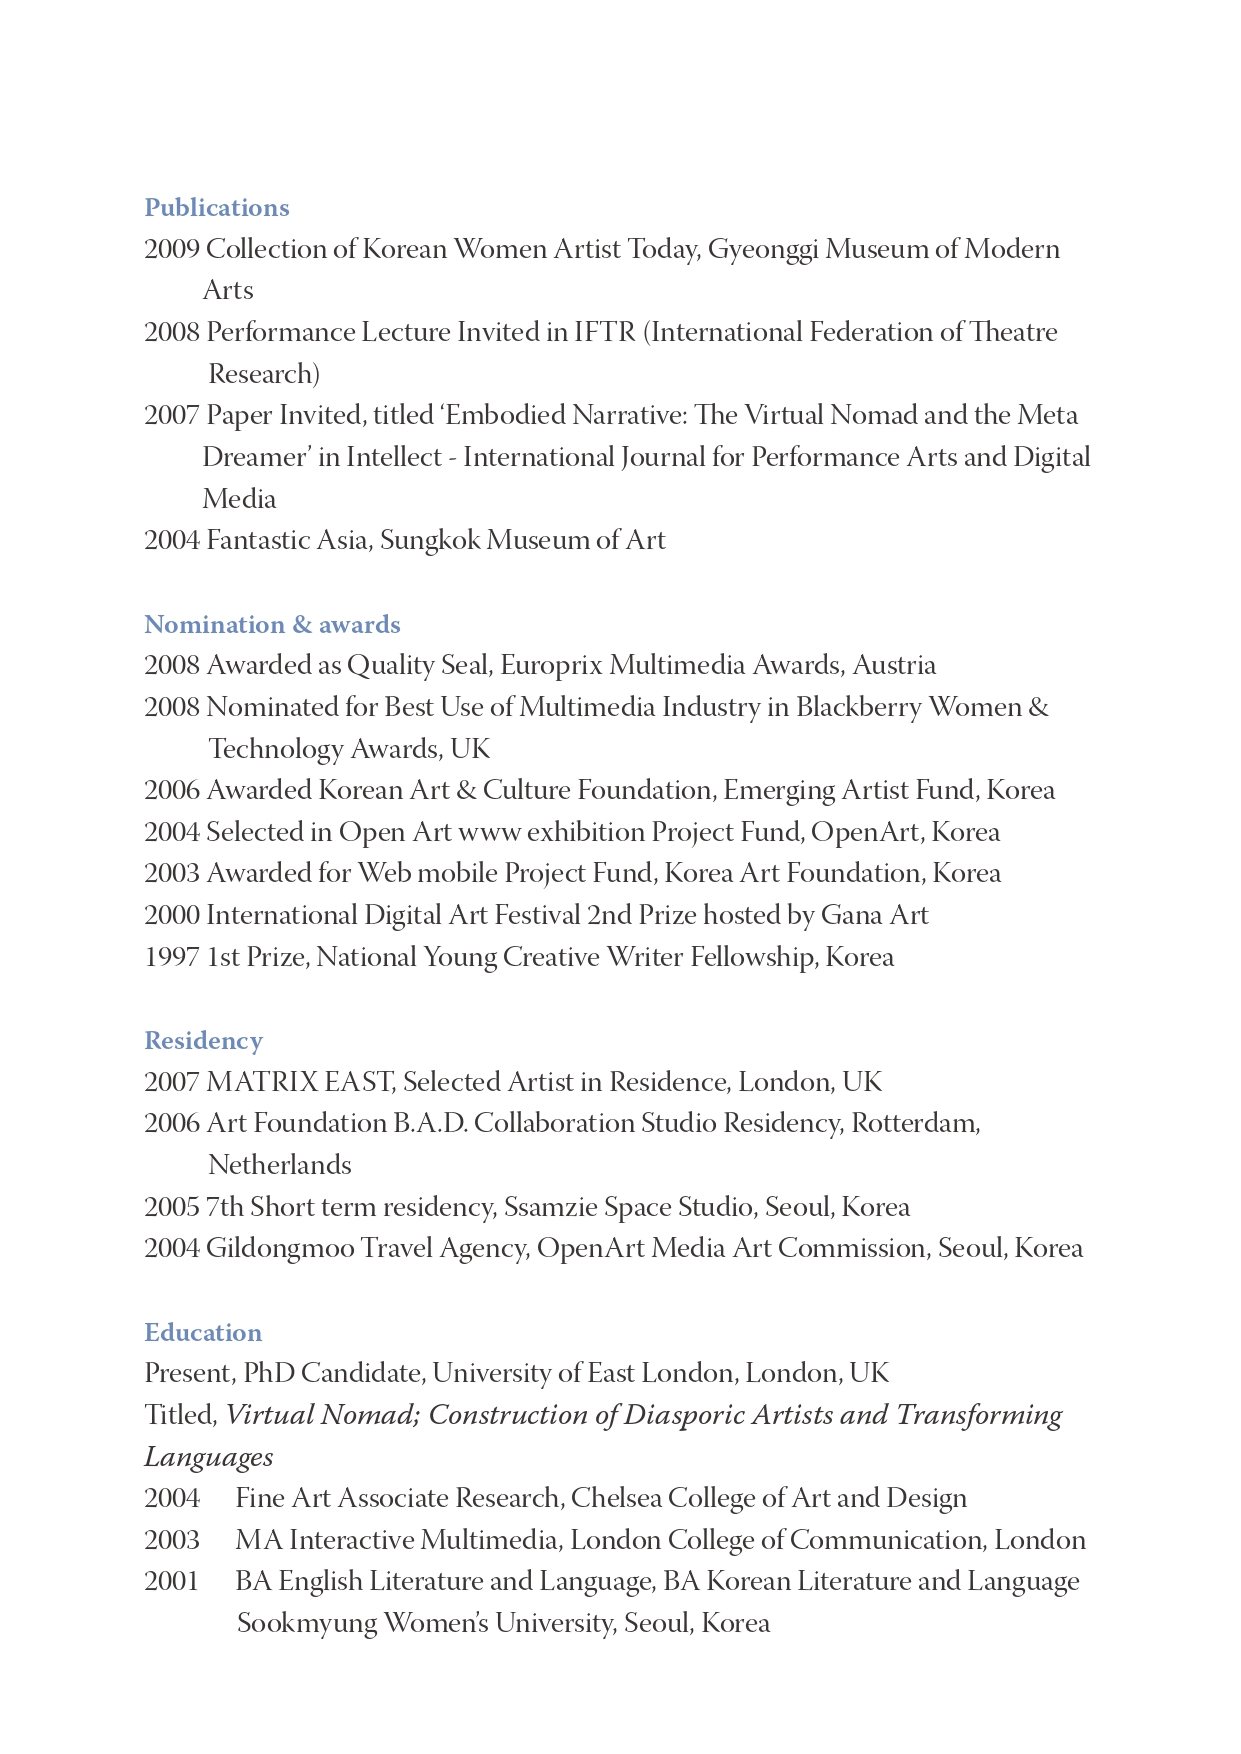 Publications
2009 Collection of Korean Women Artist Today, Gyeonggi Museum of Modern
Arts
2008 Performance Lecture Invited in IFTR (International Federation of Theatre
Research)
2007 Paper Invited, titled ‘Embodied Narrative: The Virtual Nomad and the Meta
Dreamer’ in Intellect - International Journal for Performance Arts and Digital
Media
2004 Fantastic Asia, Sungkok Museum of Art
Nomination & awards
2008 Awarded as Quality Seal, Europrix Multimedia Awards, Austria
2008 Nominated for Best Use of Multimedia Industry in Blackberry Women &
Technology Awards, UK
2006 Awarded Korean Art & Culture Foundation, Emerging Artist Fund, Korea
2004 Selected in Open Art www exhibition Project Fund, OpenArt, Korea
2003 Awarded for Web mobile Project Fund, Korea Art Foundation, Korea
2000 International Digital Art Festival 2nd Prize hosted by Gana Art
1997 1st Prize, National Young Creative Writer Fellowship, Korea
Residency
2007 MATRIX EAST, Selected Artist in Residence, London, UK
2006 Art Foundation B.A.D. Collaboration Studio Residency, Rotterdam,
Netherlands
2005 7th Short term residency, Ssamzie Space Studio, Seoul, Korea
2004 Gildongmoo Travel Agency, OpenArt Media Art Commission, Seoul, Korea
Education
Present, PhD Candidate, University of East London, London, UK
Titled, Virtual Nomad; Construction of Diasporic Artists and Transforming
Languages
2004 Fine Art Associate Research, Chelsea College of Art and Design
2003 MA Interactive Multimedia, London College of Communication, London
2001 BA English Literature and Language, BA Korean Literature and Language
Sookmyung Women’s University, Seoul, Korea